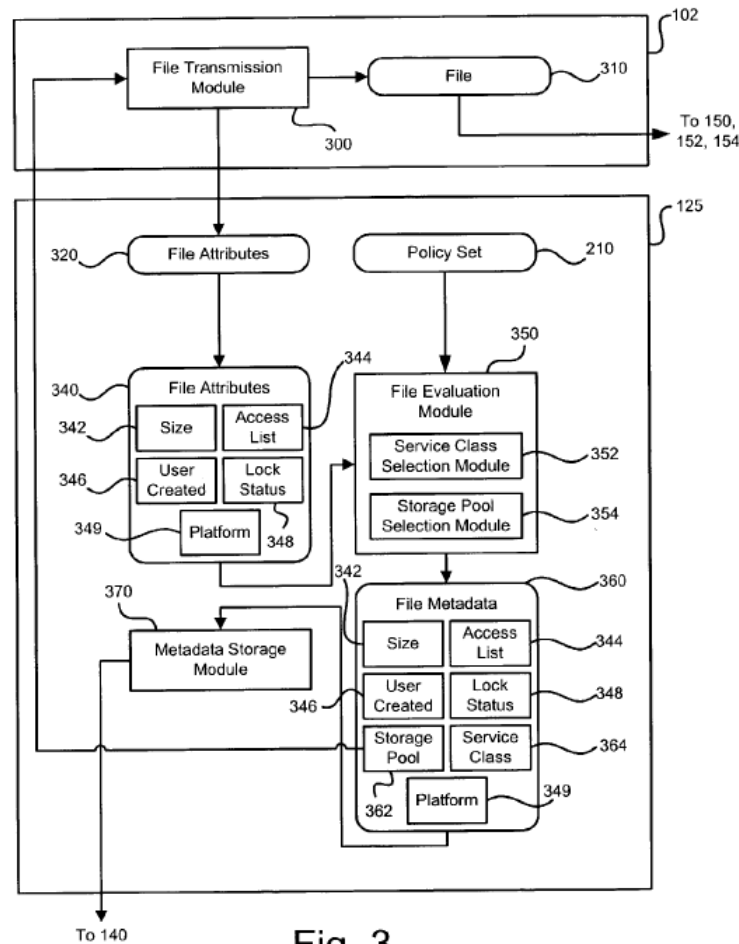 102
File Transmission
Module
File
310
300
To 150,
152, 154
125
320
File Attributes
Policy Set
210
350
344
340
File Attributes
File Evaluation
Module
342
Size
Access
List
Service Class
Selection Module
352
346
User
Created
Lock
Status
Storage Pool
Selection Module
354
349
Platform
348
342
360
370
File Metadata
Metadata Storage
Module
Size
Access
List
344
346
User
Created
Lock
Status
348
Storage
Pool
Service
Class
364
362
Platform
349
To 140
Fig. 3